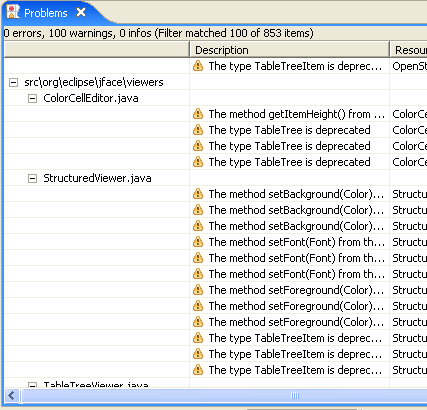 Problems
0 errors, 100 warnings, 0 infos (Filter matched 100 of 853 items)
Description Resou
The type TableTreeItem is deprec... OpenSt
src\org\eclipse\jface\viewers
ColorCellEditor.java
The method getItemHeight() from ... ColorCe
The type TableTree is deprecated ColorCe
The type TableTree is deprecated ColorCe
The type TableTree is deprecated ColorCe
StructuredViewer.java
The method setBackground(Color)... Structu
The method setBackground(Color)... Structu
The method setBackground(Color)... Structu
The method setFont(Font) from th... Structu
The method setFont(Font) from th... Structu
The method setFont(Font) from th... Structu
The method setForeground(Color)... Structu
The method setForeground(Color)... Structu
The method setForeground(Color)... Structu
The type TableTreeItem is deprec... Structu
The type TableTreeItem is deprec... Structu
The type TableTreeItem is deprec... Structu
TableTreeViewer.java